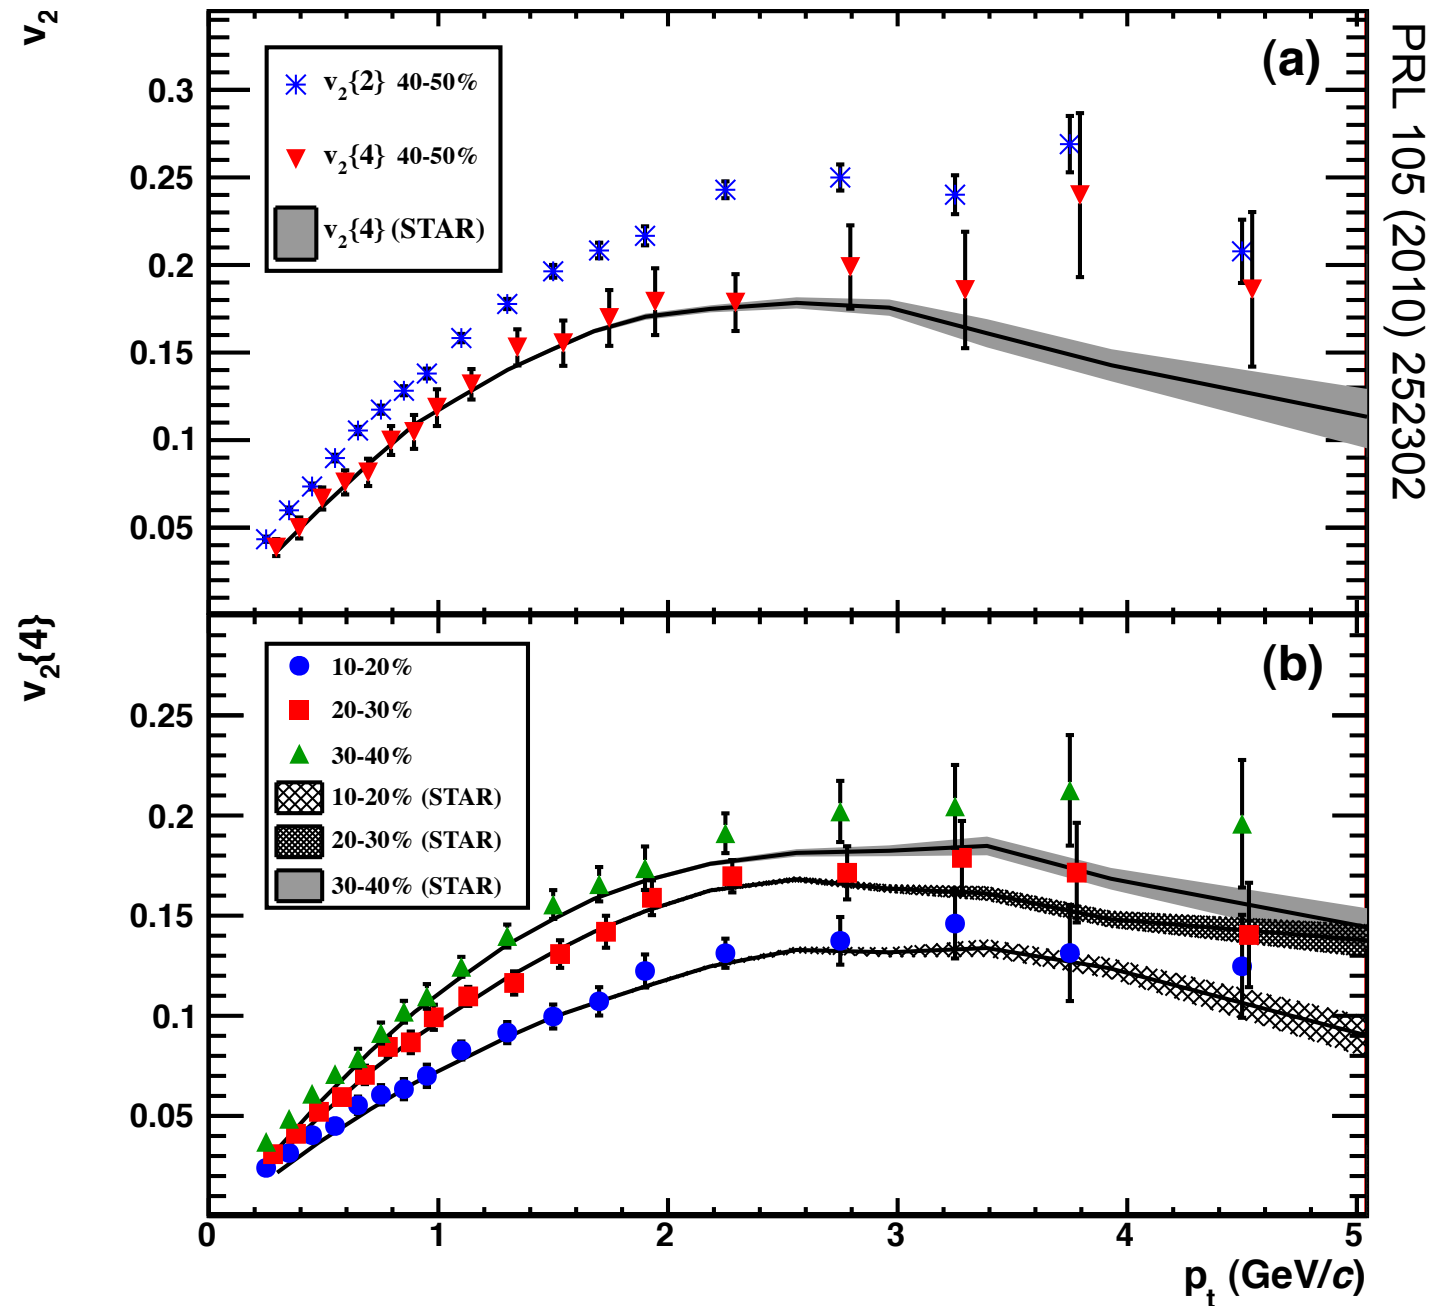 v2
(a)
v2{2} 40-50%
v2{4} 40-50%
v2{4} (STAR)
0.3
0.25
0.2
0.15
0.1
0.05
PRL 105 (2010) 252302
v2{4}
(b)
10-20%
20-30%
30-40%
10-20% (STAR)
20-30% (STAR)
30-40% (STAR)
0.25
0.2
0.15
0.1
0.05
0 1 2 3 4 5
pt (GeV/c)